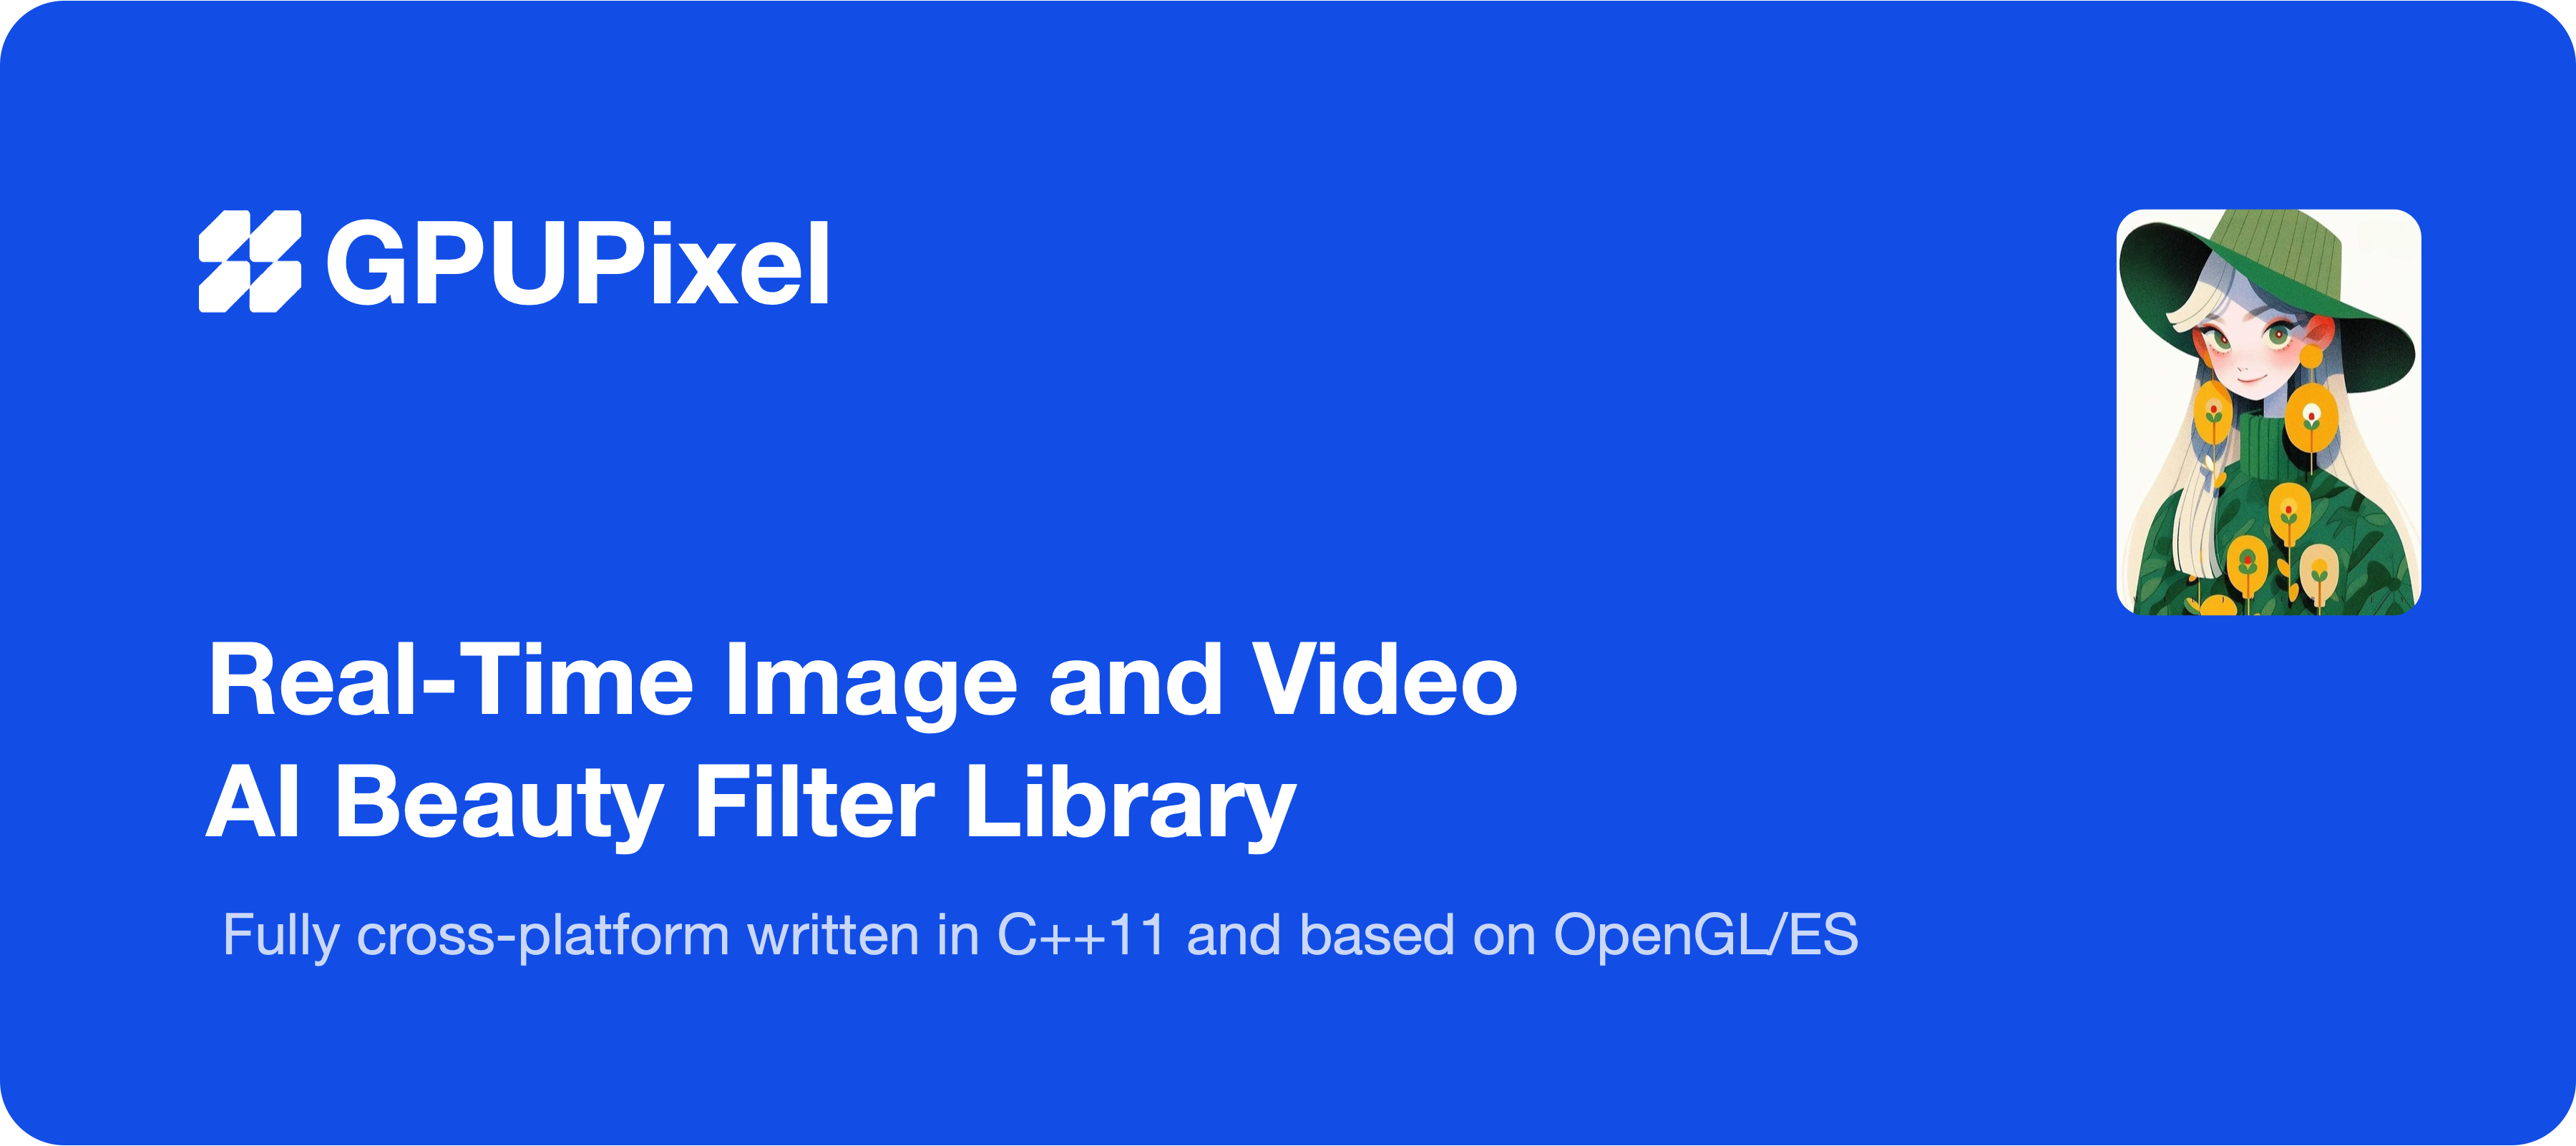 GPUPixel
Real-Time Image and Video
AI Beauty Filter Library
Fully cross-platform written in C++11 and based on OpenGL/ES